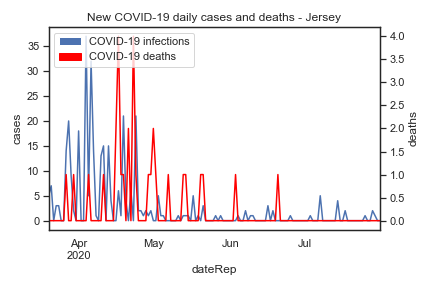 New COVID-19 daily cases and deaths - Jersey
COVID-19 infections
COVID-19 deaths
cases
35
30
25
20
15
10
5
0
deaths
4.0
3.5
3.0
2.5
2.0
1.5
1.0
0.5
0.0
Apr
2020
May
Jun
Jul
dateRep